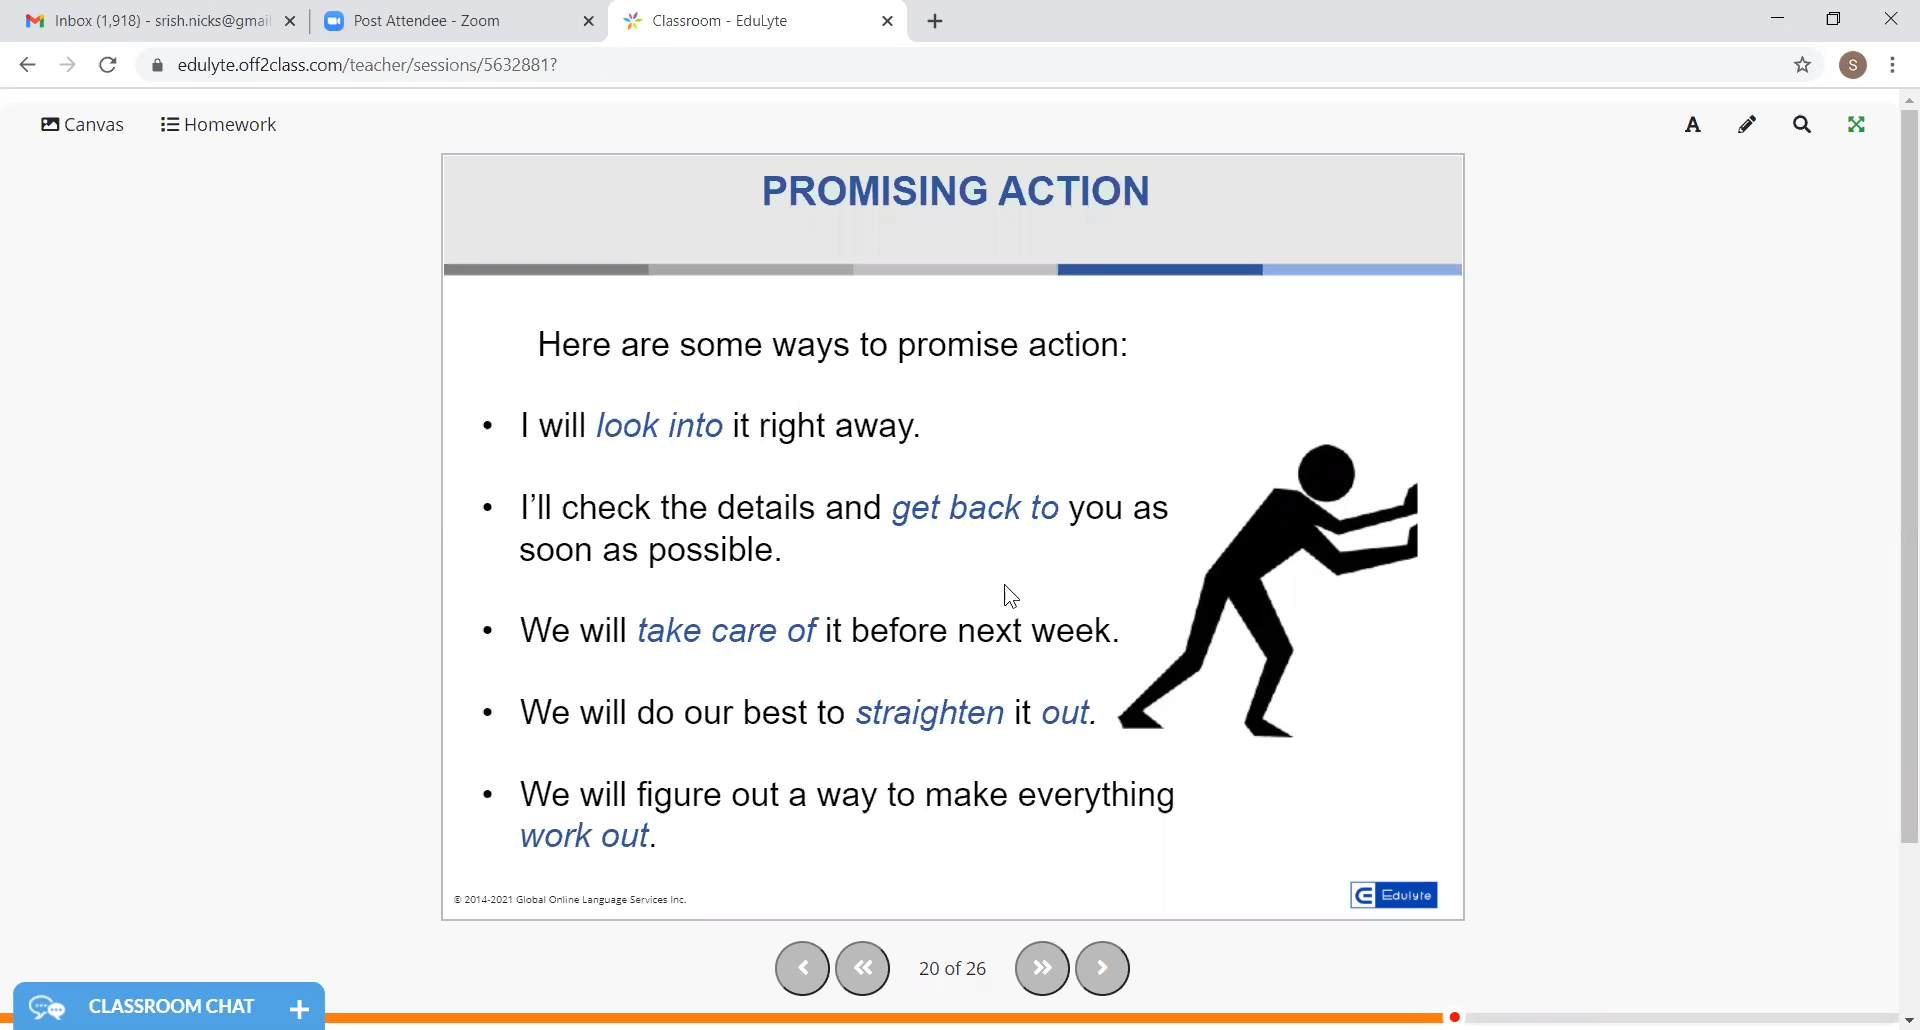 Inbox (1,918) - srish.nicks@gmail
Post Attendee - Zoom
Classroom - EduLyte
edulyte.off2class.com/teacher/sessions/5632881?
S
Canvas
Homework
A
PROMISING ACTION
Here are some ways to promise action:
• I will look into it right away.
• I'll check the details and get back to you as
soon as possible.
• We will take care of it before next week.
• We will do our best to straighten it out.
• We will figure out a way to make everything
work out.
© 2014-2021 Global Online Language Services Inc.
Edulyte
20 of 26
CLASSROOM CHAT +